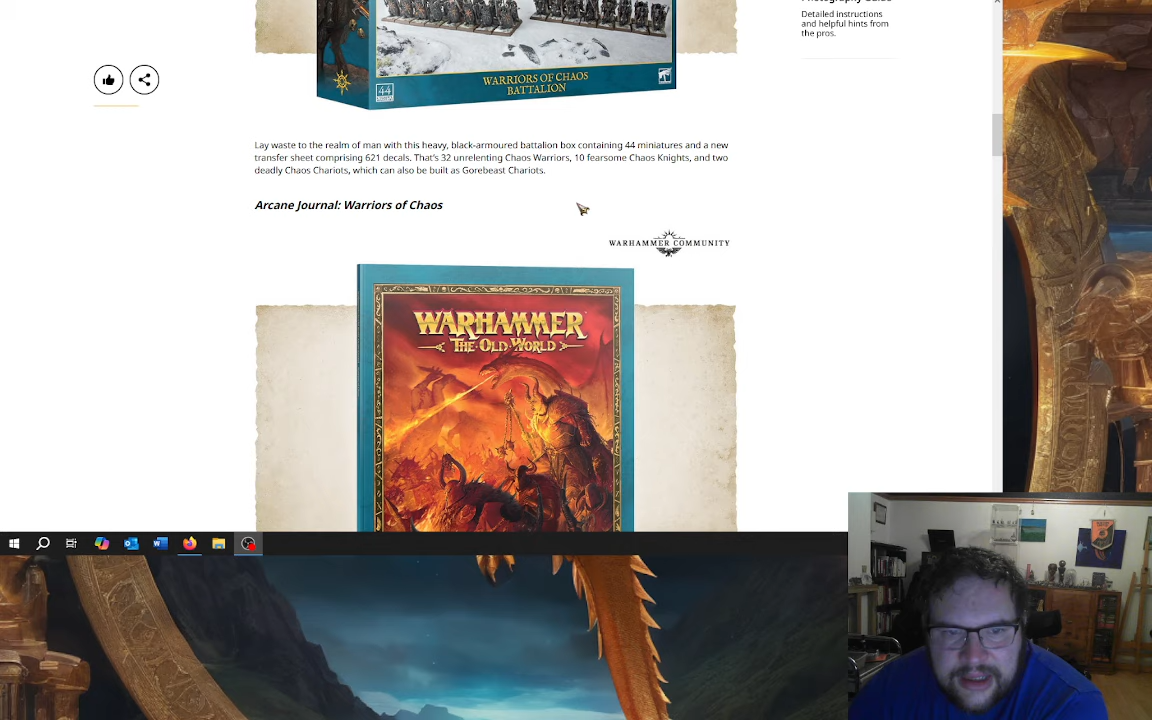 Detailed instructions
and helpful hints from
the pros.
WARRIORS OF CHAOS
BATTALION
44
Lay waste to the realm of man with this heavy, black-armoured battalion box containing 44 miniatures and a new
transfer sheet comprising 621 decals. That's 32 unrelenting Chaos Warriors, 10 fearsome Chaos Knights, and two
deadly Chaos Chariots, which can also be built as Gorebeast Chariots.
Arcane Journal: Warriors of Chaos
WARHAMMER COMMUNITY
WARHAMMER
THE OLD WORLD